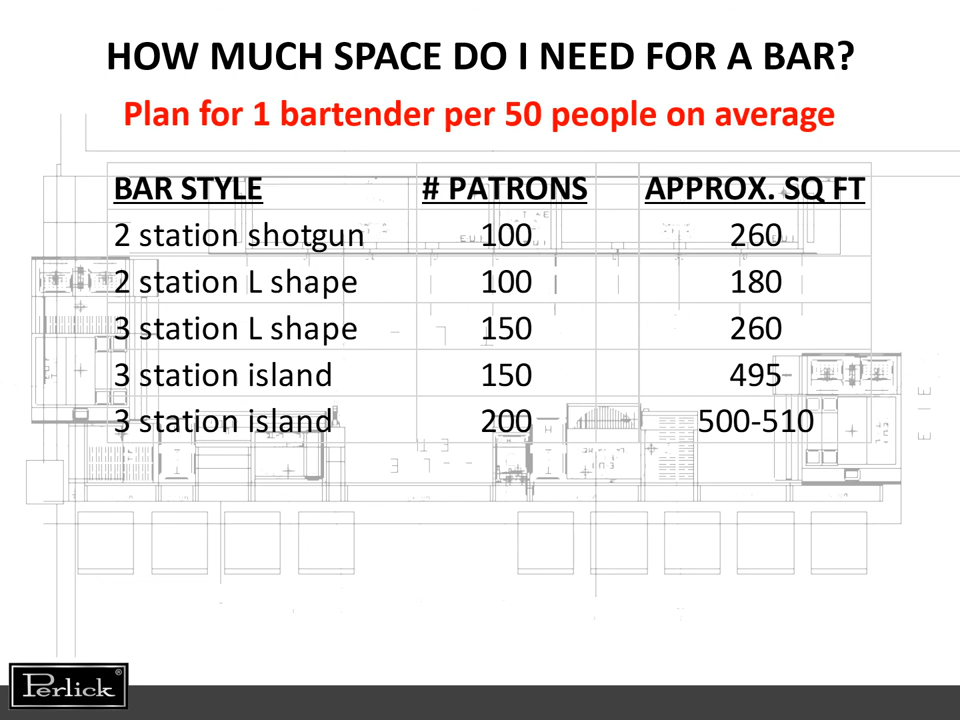 HOW MUCH SPACE DO I NEED FOR A BAR?
Plan for 1 bartender per 50 people on average
BAR STYLE # PATRONS APPROX. SQ FT
2 station shotgun 100 260
2 station L shape 100 180
3 station L shape 150 260
3 station island 150 495
3 station island 200 500-510
Perlick®